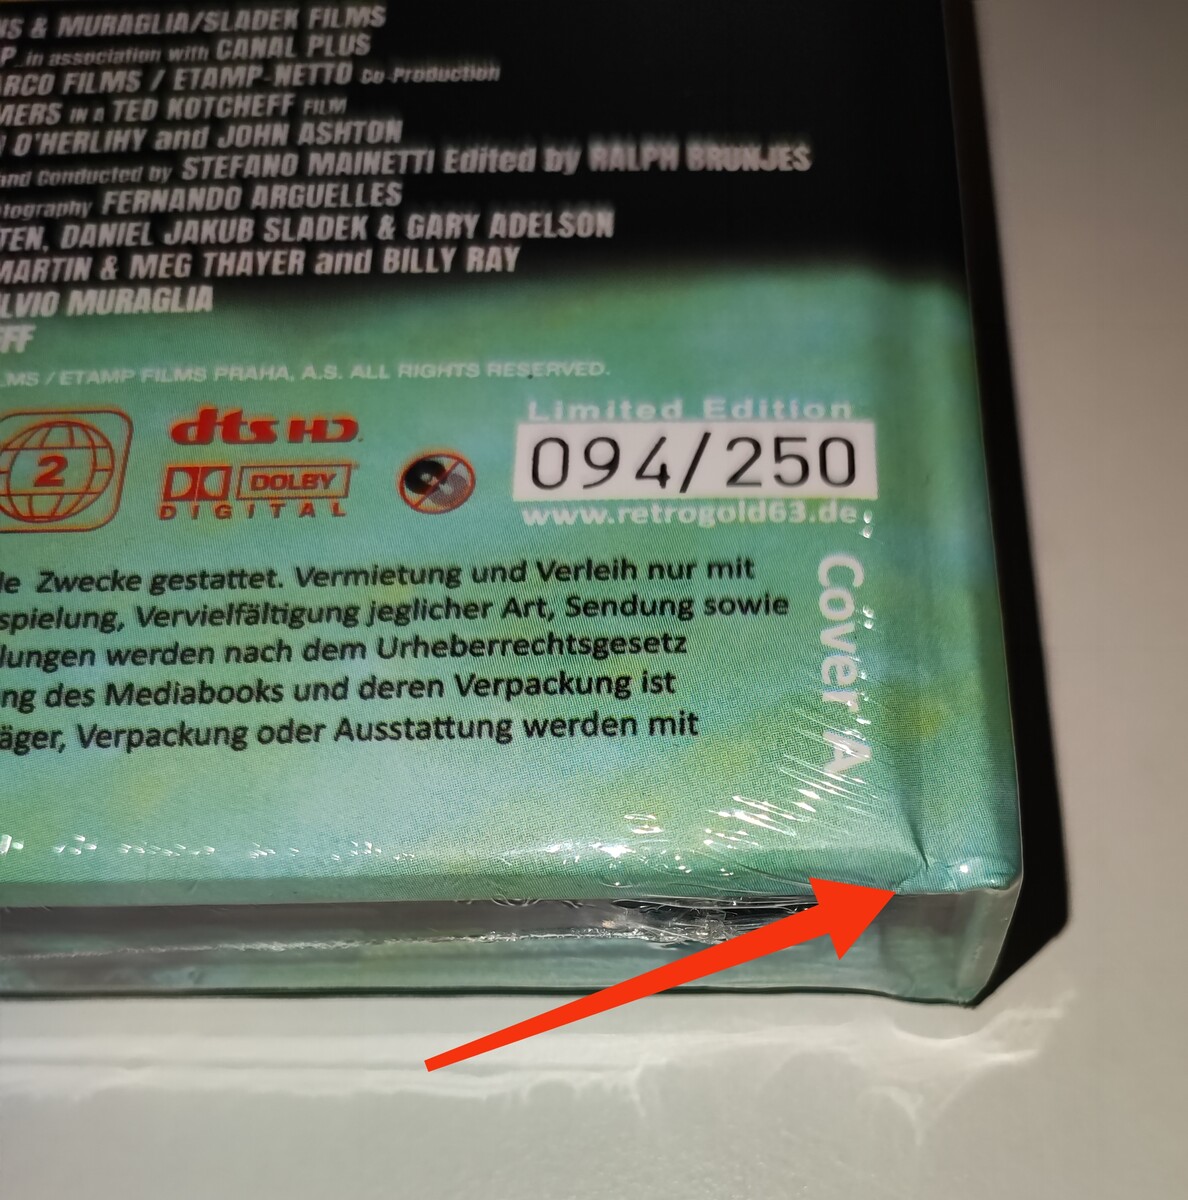 & MURAGLIA/SLADEK FILMS
in association with CANAL PLUS
FILMS / ETAMP-NETTO Co-Production
IN A TED KOTCHEFF FILM
O'HERLIHY and JOHN ASHTON
and Conducted by STEFANO MAINETTI Edited by RALPH BRUNJES
FERNANDO ARGUELLES
DANIEL JAKUB SLADEK & GARY ADELSON
MARTIN & MEG THAYER and BILLY RAY
LVIO MURAGLIA
FF
LMS / ETAMP FILMS PRAHA, A.S. ALL RIGHTS RESERVED.
2
dts HD
DOLBY
DIGITAL
Limited Edition
094/250
www.retrogold63.de
le Zwecke gestattet. Vermietung und Verleih nur mit
spielung, Vervielfältigung jeglicher Art, Sendung sowie
lungen werden nach dem Urheberrechtsgesetz
ng des Mediabooks und deren Verpackung ist
äger, Verpackung oder Ausstattung werden mit
Cover A